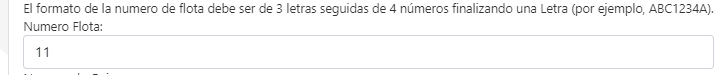 El formato de la numero de flota debe ser de 3 letras seguidas de 4 números finalizando una Letra (por ejemplo, ABC1234A).
Numero Flota:
11